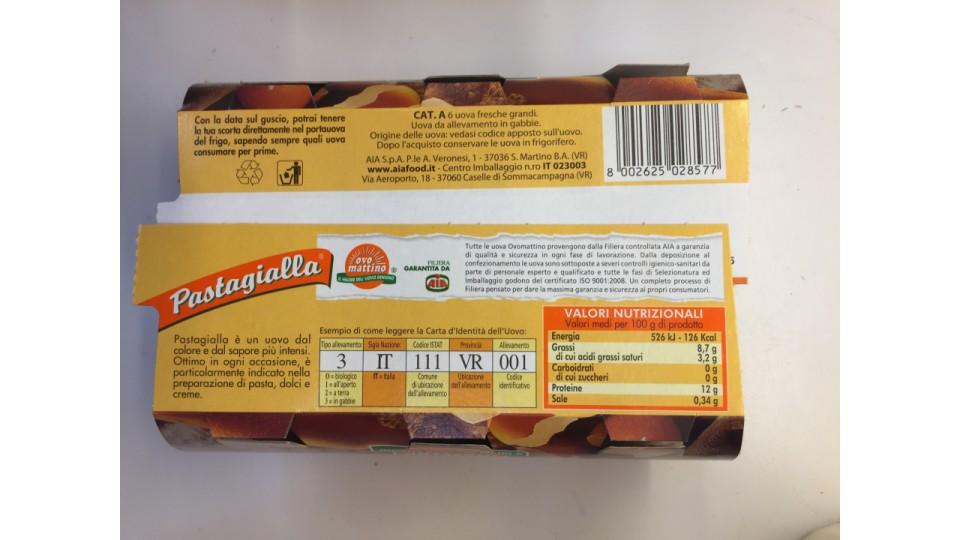 Con la data sul guscio, potrai tenere
la tua scorta direttamente nel portauova
del frigo, sapendo sempre quali uova
consumare per prime.
CAT. A 6 uova fresche grandi.
Uova da allevamento in gabbie.
Origine delle uova: vedasi codice apposto sull'uovo.
Dopo l'acquisto conservare le uova in frigorifero.
AIA S.p.A. P.le A. Veronesi, 1 - 37036 S. Martino B.A. (VR)
www.aiafood.it - Centro Imballaggio n.ro IT 023003
Via Aeroporto, 18 - 37060 Caselle di Sommacampagna (VR)
8 002625 028577
Pastagialla®
Pastagialla è un uovo dal
colore e dal sapore più intensi.
Ottimo in ogni occasione, è
particolarmente indicato nella
preparazione di pasta, dolci e
creme.
ovo
mattino ®
FILIERA
GARANTITA DA
AIA
Tutte le uova Ovomattino provengono dalla Filiera controllata AIA a garanzia
di qualità e sicurezza in ogni fase di lavorazione. Dalla deposizione al
confezionamento le uova sono sottoposte a severi controlli igienico-sanitari da
parte di personale esperto e qualificato e tutte le fasi di Selezionatura ed
Imballaggio godono del certificato ISO 9001:2008. Un completo processo di
Filiera pensato per dare la massima garanzia e sicurezza ai propri consumatori.
Esempio di come leggere la Carta d'Identità dell'Uovo:
Tipo allevamento Sigla Nazione Codice ISTAT Provincia Allevamento
3 IT 111 VR 001
0 = biologico
1 = all'aperto
2 = a terra
3 = in gabbie
IT = Italia
Comune
di ubicazione
dell'allevamento
Ubicazione
dell'allevamento
Codice
identificativo
VALORI NUTRIZIONALI
Valori medi per 100 g di prodotto
Energia 526 kJ - 126 Kcal
Grassi 8,7 g
di cui acidi grassi saturi 3,2 g
Carboidrati 0 g
di cui zuccheri 0 g
Proteine 12 g
Sale 0,34 g